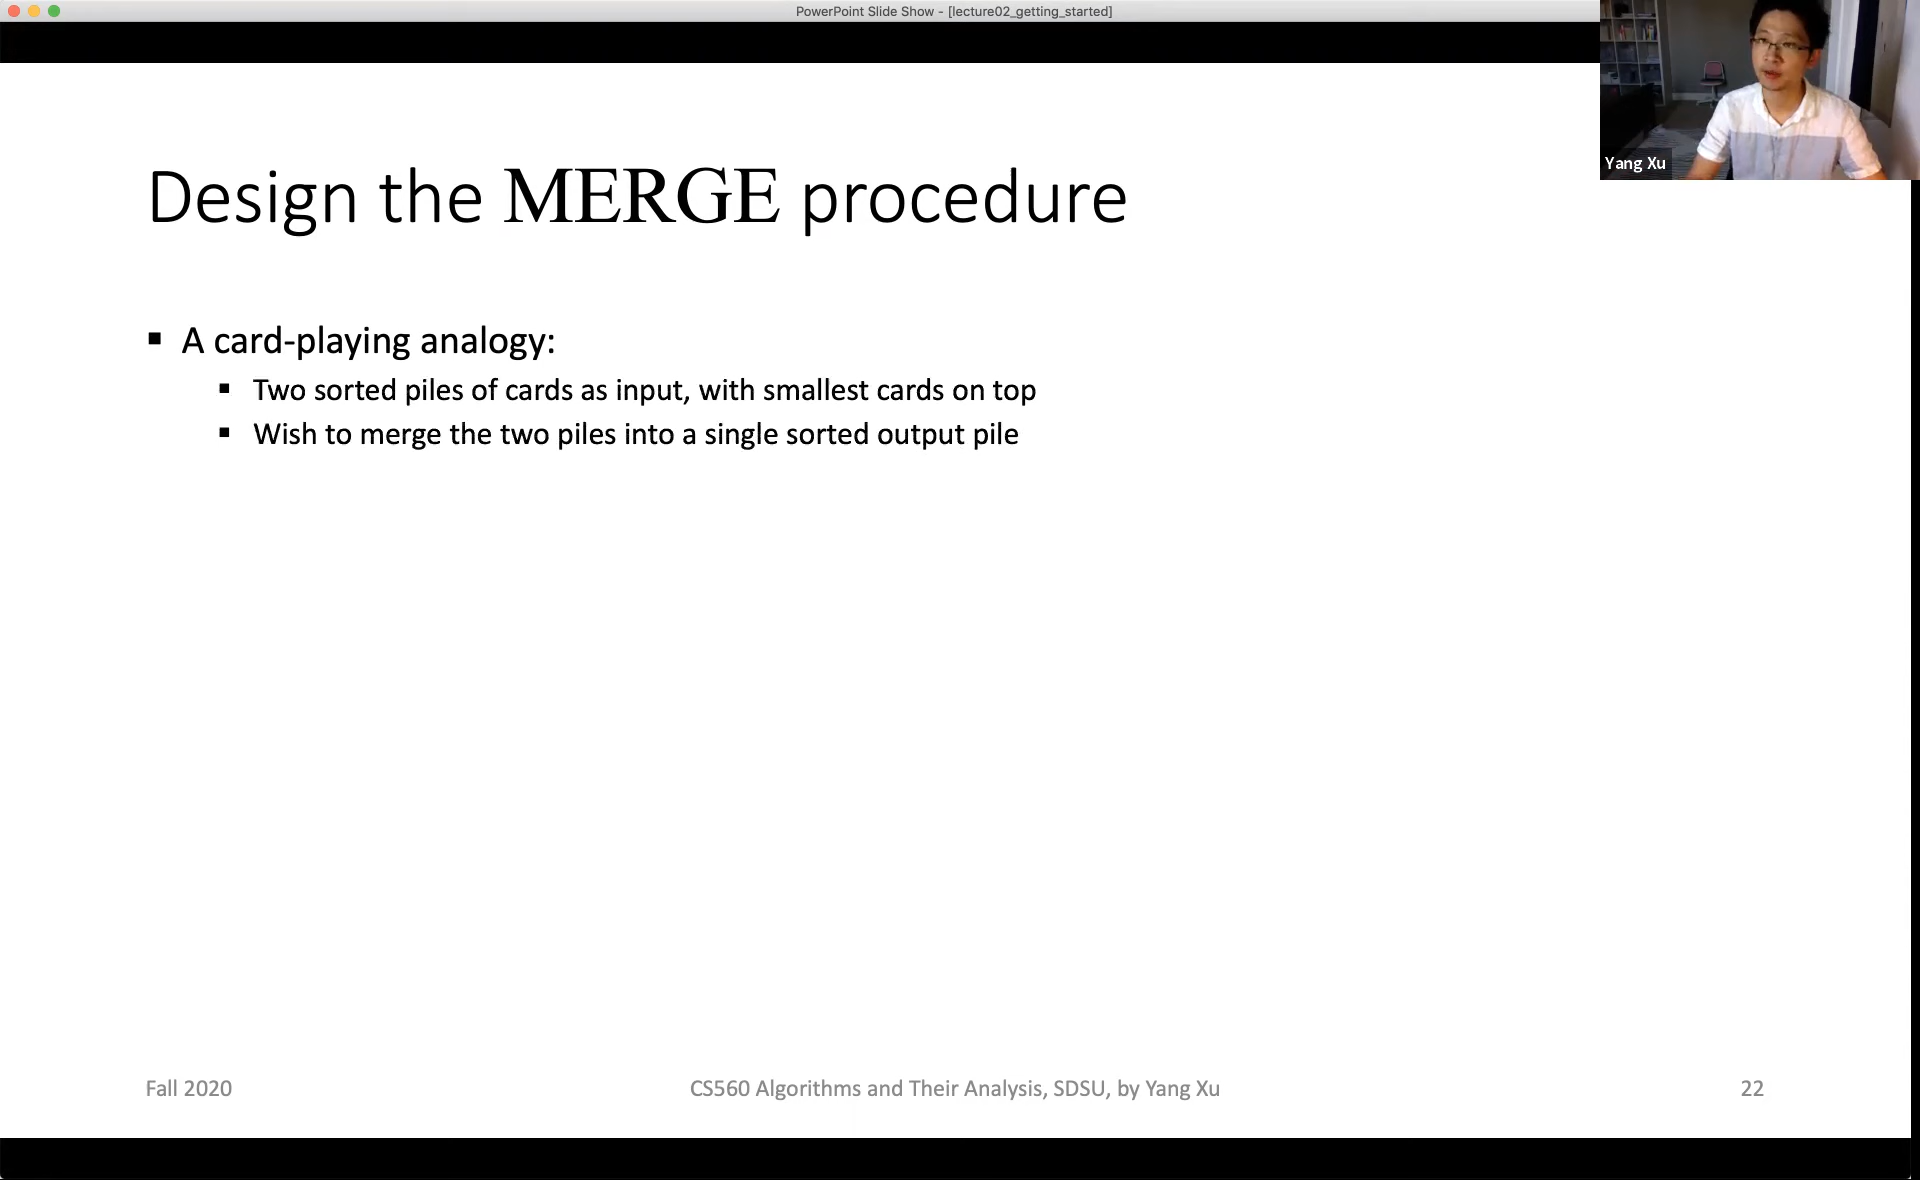 PowerPoint Slide Show - [lecture02_getting_started]
Yang Xu
Design the MERGE procedure
▪ A card-playing analogy:
▪ Two sorted piles of cards as input, with smallest cards on top
▪ Wish to merge the two piles into a single sorted output pile
Fall 2020
CS560 Algorithms and Their Analysis, SDSU, by Yang Xu
22